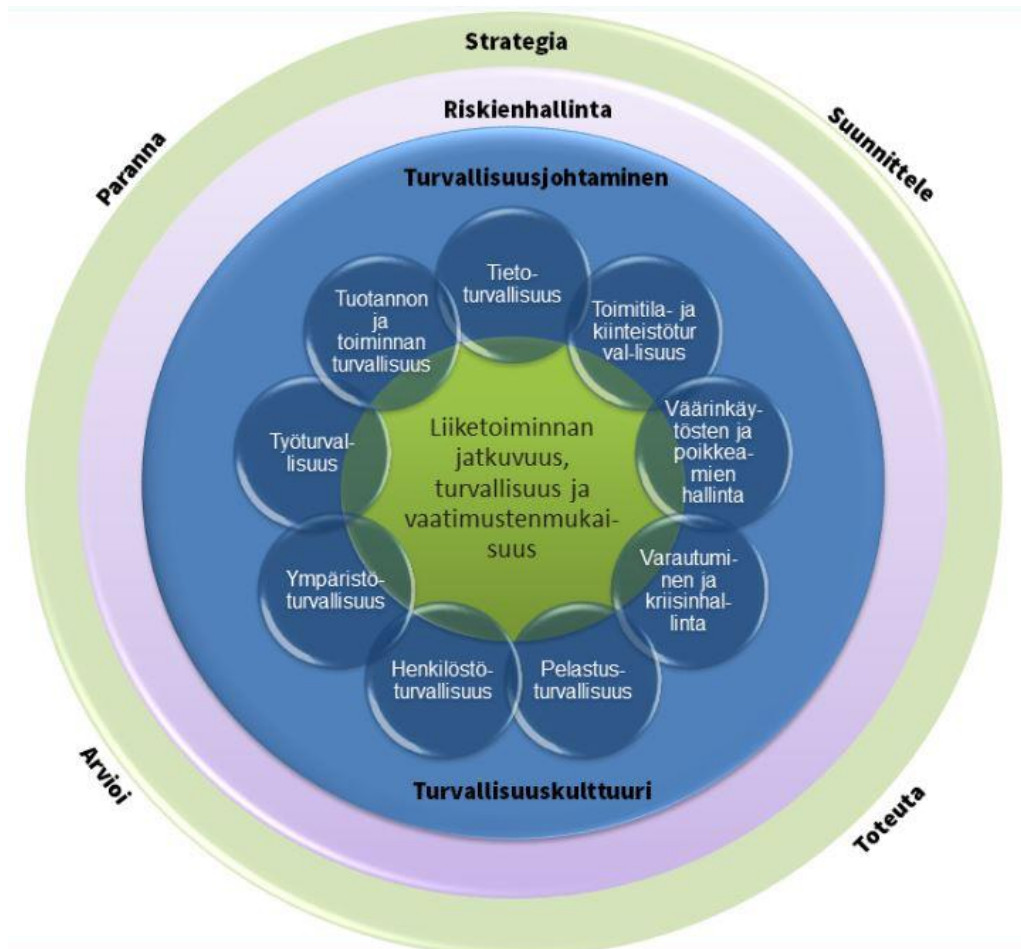 Strategia
Riskienhallinta
Turvallisuusjohtaminen
Suunnittele
Toteuta
Arvioi
Paranna
Tieto-
turvallisuus
Toimitila- ja
kiinteistötur
val-lisuus
Väärinkäy-
tösten ja
poikkea-
mien
hallinta
Varautumi-
nen ja
kriisinhal-
linta
Pelastus-
turvallisuus
Henkilöstö-
turvallisuus
Ympäristö-
turvallisuus
Työturval-
lisuus
Tuotannon
ja
toiminnan
turvallisuus
Liiketoiminnan
jatkuvuus,
turvallisuus ja
vaatimustenmukai-
suus
Turvallisuuskulttuuri